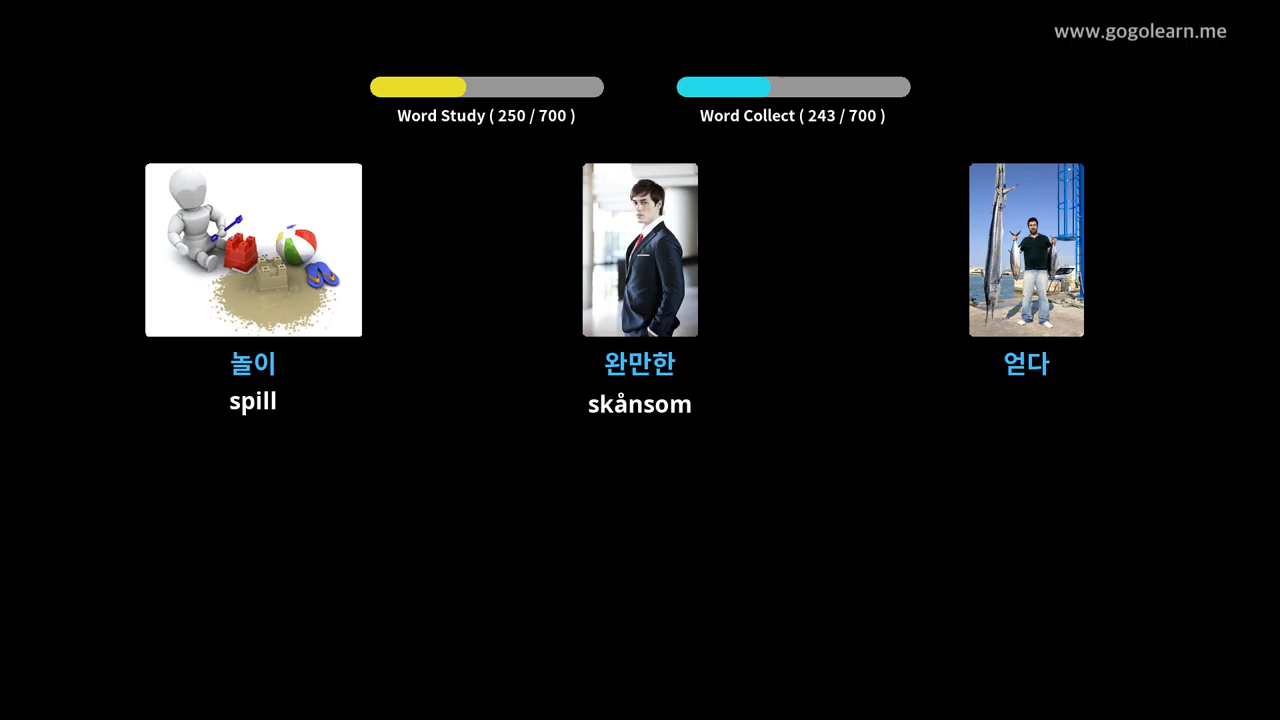 www.gogolearn.me
Word Study ( 250 / 700 )
Word Collect ( 243 / 700 )
놀이
완만한
얻다
spill
skånsom